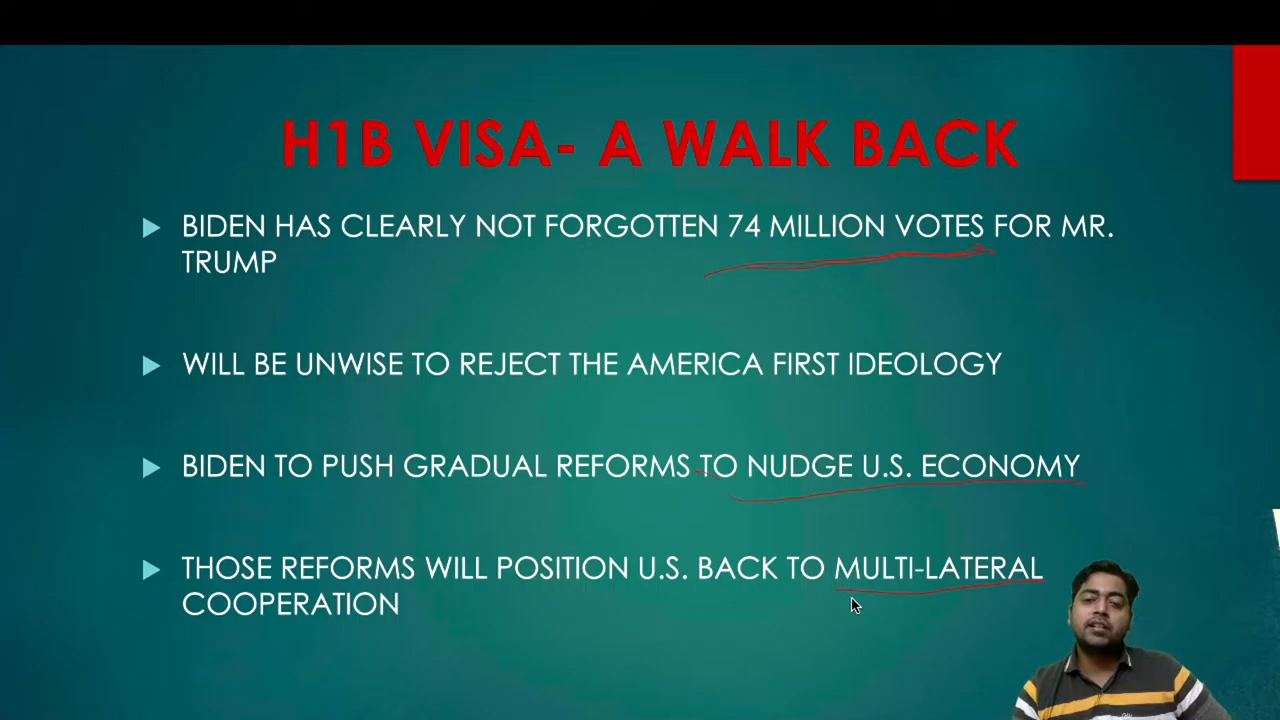 H1B VISA- A WALK BACK
BIDEN HAS CLEARLY NOT FORGOTTEN 74 MILLION VOTES FOR MR.
TRUMP
WILL BE UNWISE TO REJECT THE AMERICA FIRST IDEOLOGY
BIDEN TO PUSH GRADUAL REFORMS TO NUDGE U.S. ECONOMY
THOSE REFORMS WILL POSITION U.S. BACK TO MULTI-LATERAL
COOPERATION